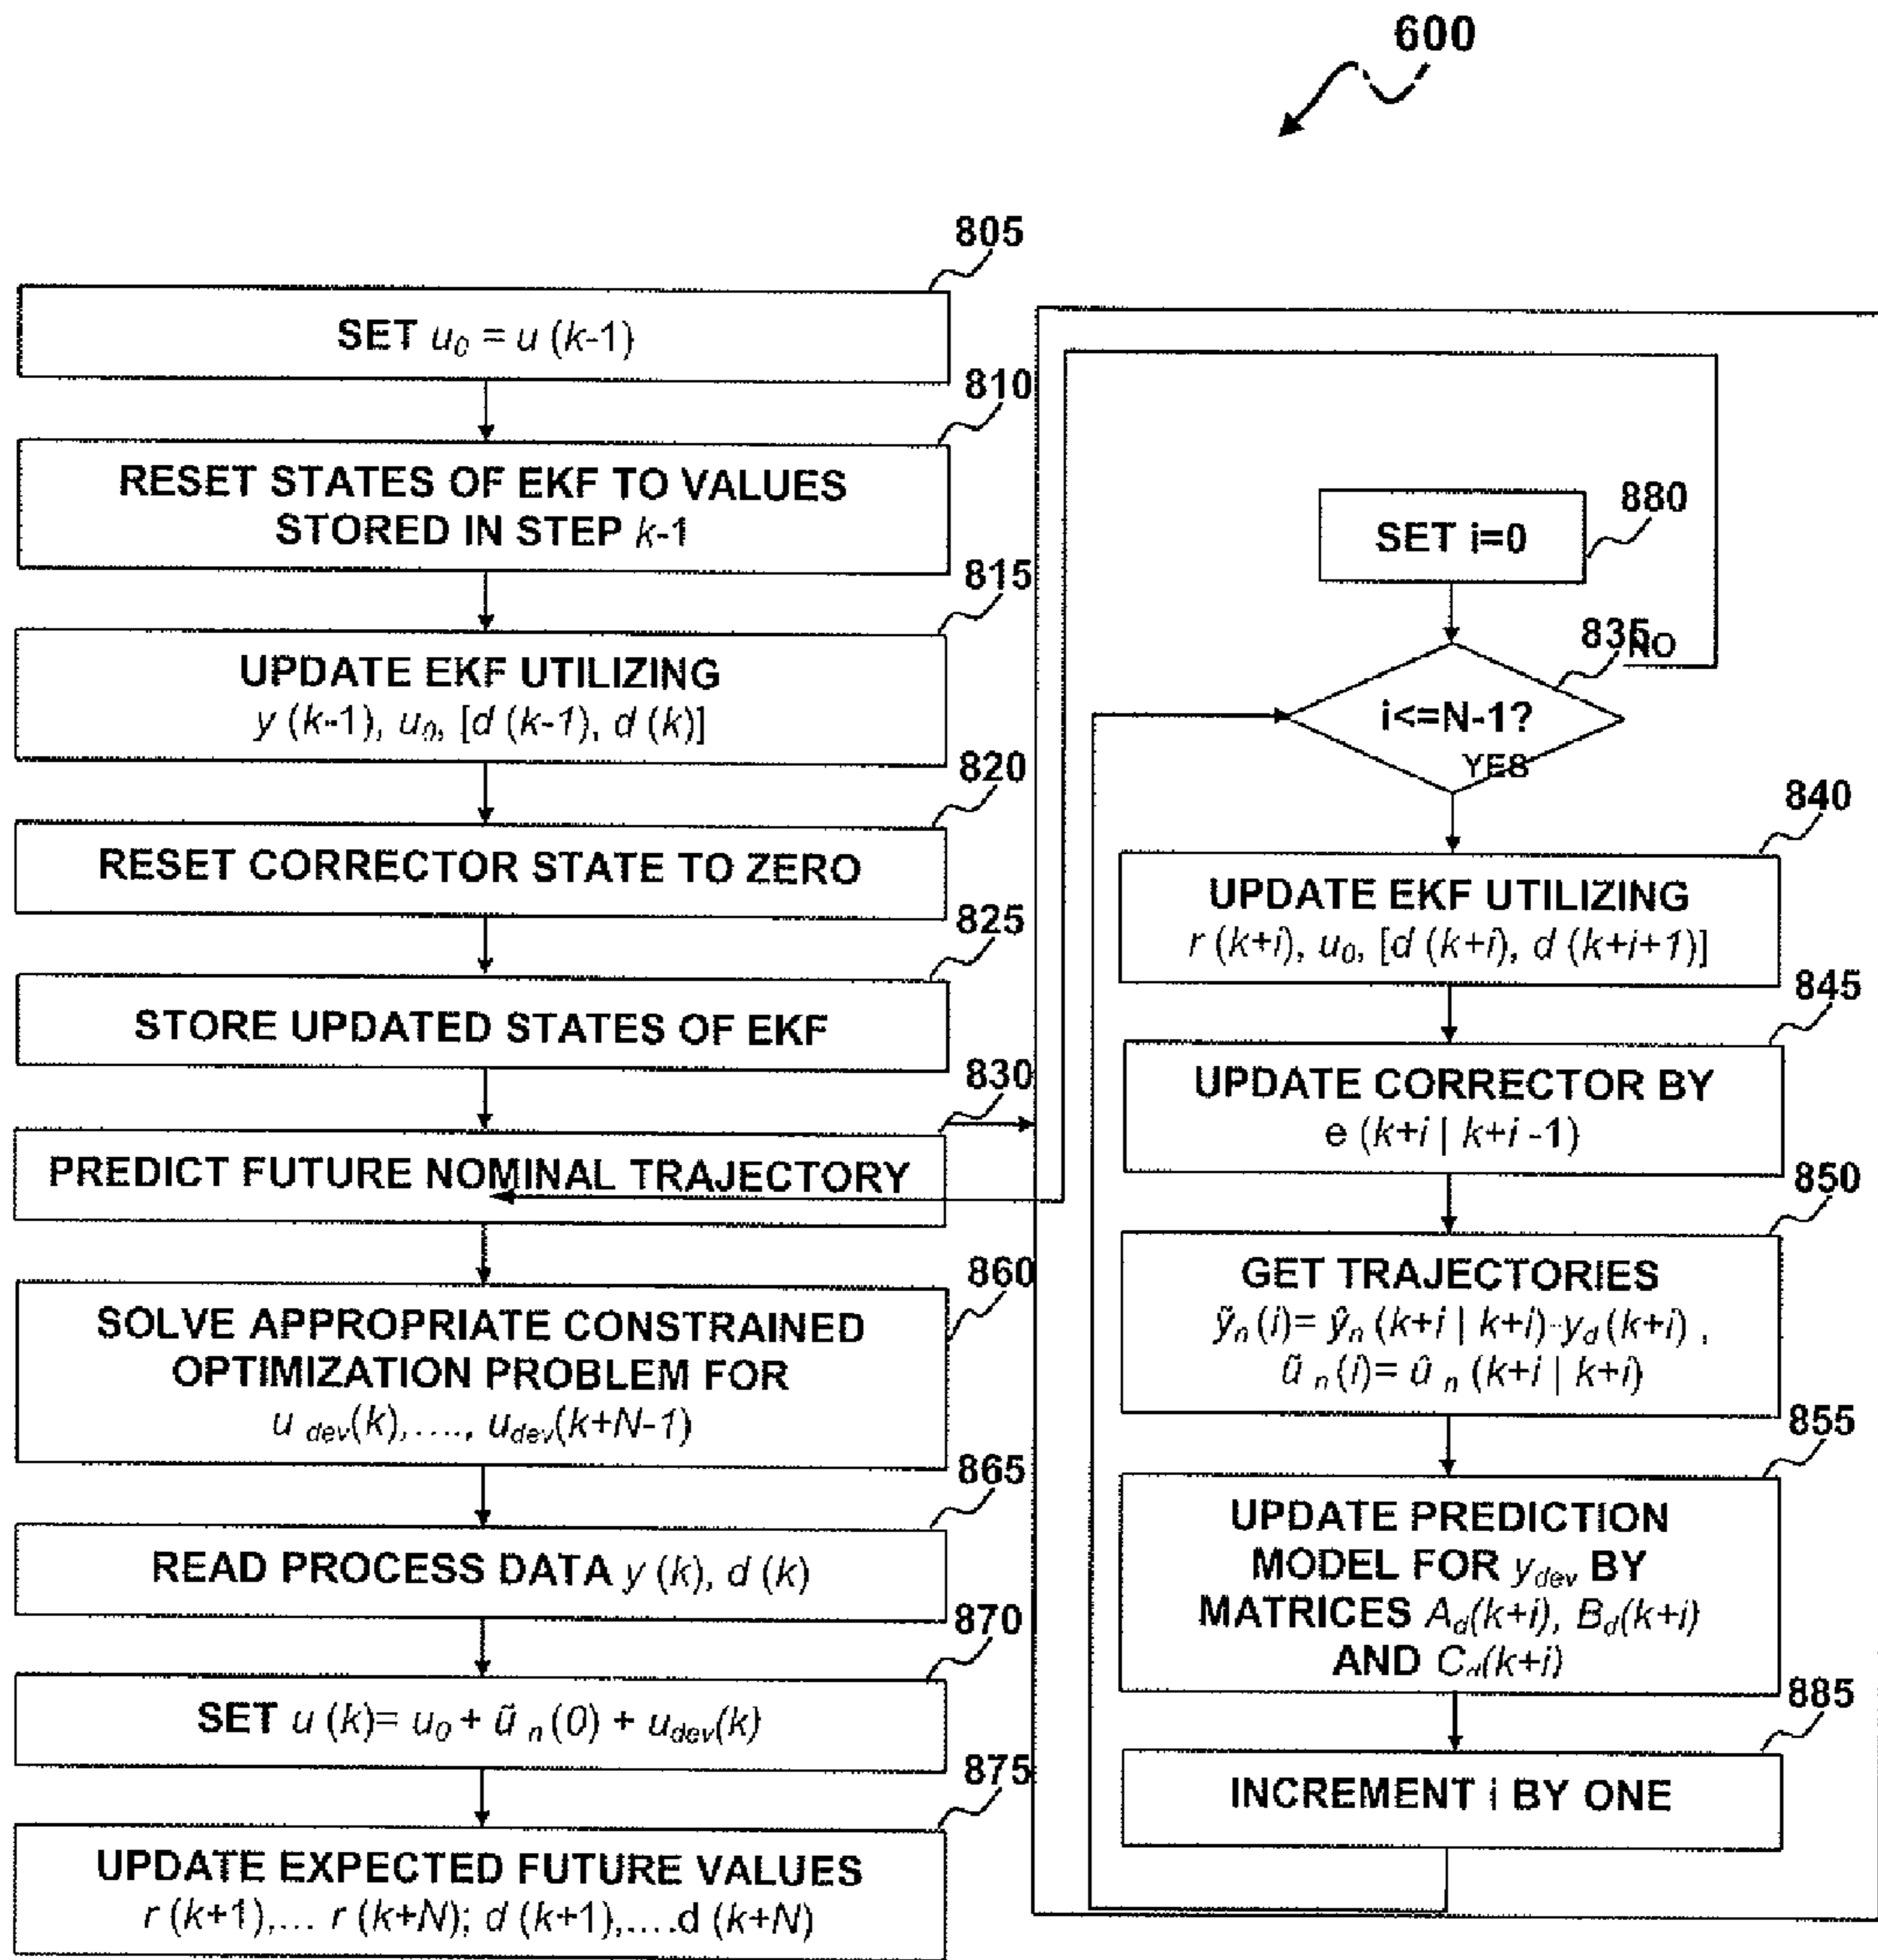 600
805
SET u₀ = u (k-1)
810
RESET STATES OF EKF TO VALUES
STORED IN STEP k-1
815
UPDATE EKF UTILIZING
y (k-1), u₀, [d (k-1), d (k)]
820
RESET CORRECTOR STATE TO ZERO
825
STORE UPDATED STATES OF EKF
830
PREDICT FUTURE NOMINAL TRAJECTORY
860
SOLVE APPROPRIATE CONSTRAINED
OPTIMIZATION PROBLEM FOR
u dev(k),...., udev(k+N-1)
865
READ PROCESS DATA y (k), d (k)
870
SET u (k)= u₀ + ũ n (0) + udev(k)
875
UPDATE EXPECTED FUTURE VALUES
r (k+1),... r (k+N); d (k+1),....d (k+N)
880
SET i=0
835
NO
i<=N-1?
YES
840
UPDATE EKF UTILIZING
r (k+i), u₀, [d (k+i), d (k+i+1)]
845
UPDATE CORRECTOR BY
e (k+i | k+i -1)
850
GET TRAJECTORIES
ỹn (i)= ŷn (k+i | k+i)-yd (k+i) ,
ũ n (i)= û n (k+i | k+i)
855
UPDATE PREDICTION
MODEL FOR ydev BY
MATRICES Ad(k+i), Bd(k+i)
AND Cd(k+i)
885
INCREMENT i BY ONE